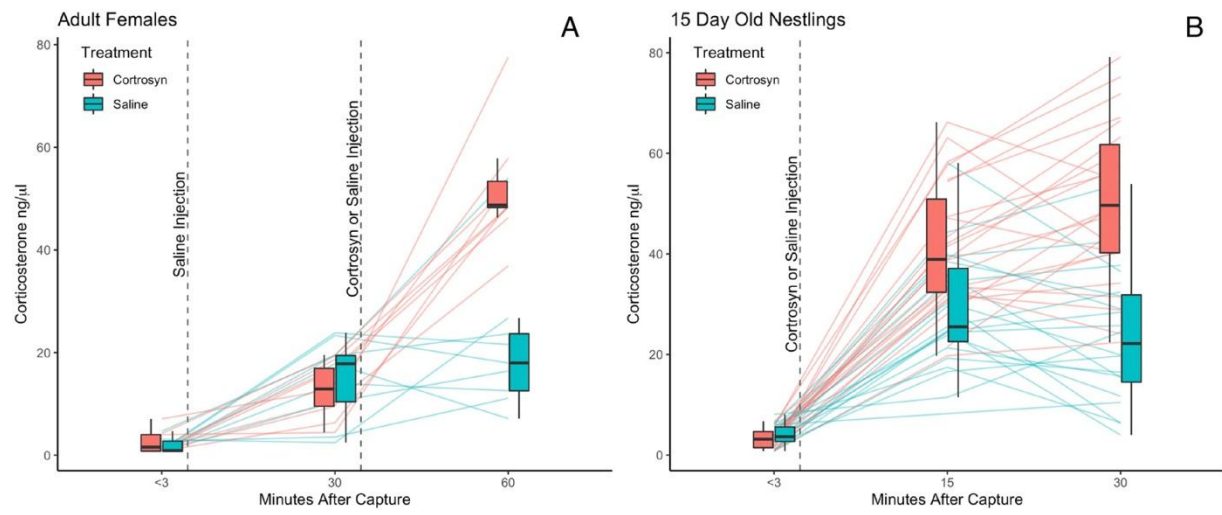 Adult Females
A
80
60
40
20
0
Corticosterone ng/μl
Treatment
Cortrosyn
Saline
Saline Injection
Cortrosyn or Saline Injection
<3
30
60
Minutes After Capture
15 Day Old Nestlings
B
80
60
40
20
0
Corticosterone ng/μl
Treatment
Cortrosyn
Saline
Cortrosyn or Saline Injection
<3
15
30
Minutes After Capture